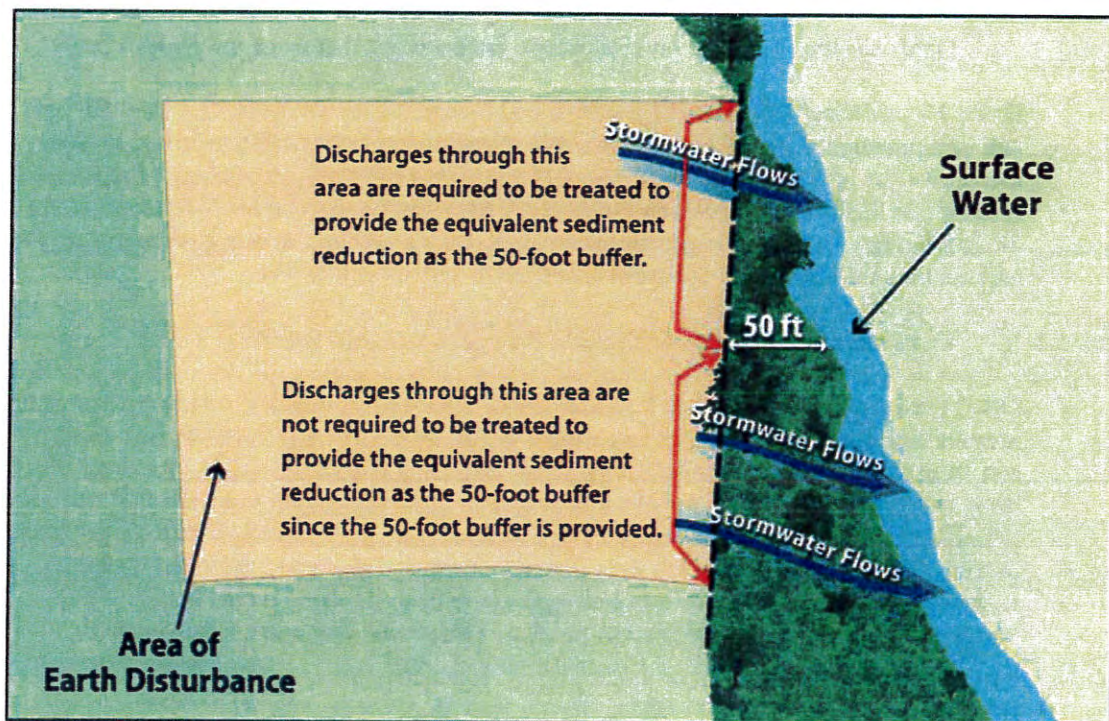 Discharges through this
area are required to be treated to
provide the equivalent sediment
reduction as the 50-foot buffer.
Stormwater Flows
Surface
Water
50 ft
Discharges through this area are
not required to be treated to
provide the equivalent sediment
reduction as the 50-foot buffer
since the 50-foot buffer is provided.
Stormwater Flows
Stormwater Flows
Area of
Earth Disturbance